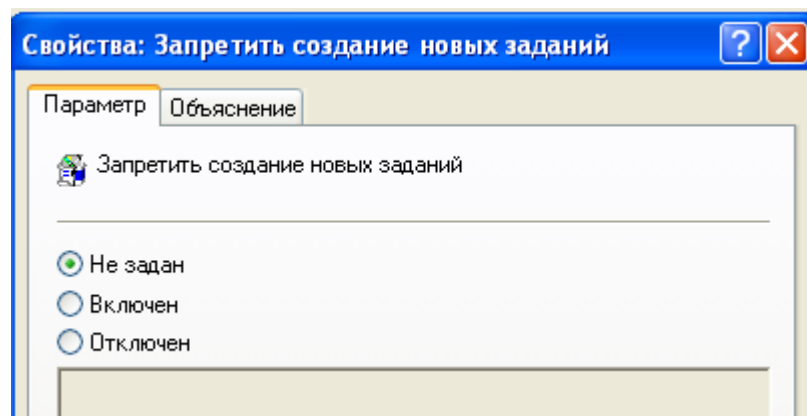 Свойства: Запретить создание новых заданий
Параметр Объяснение
Запретить создание новых заданий
Не задан
Включен
Отключен